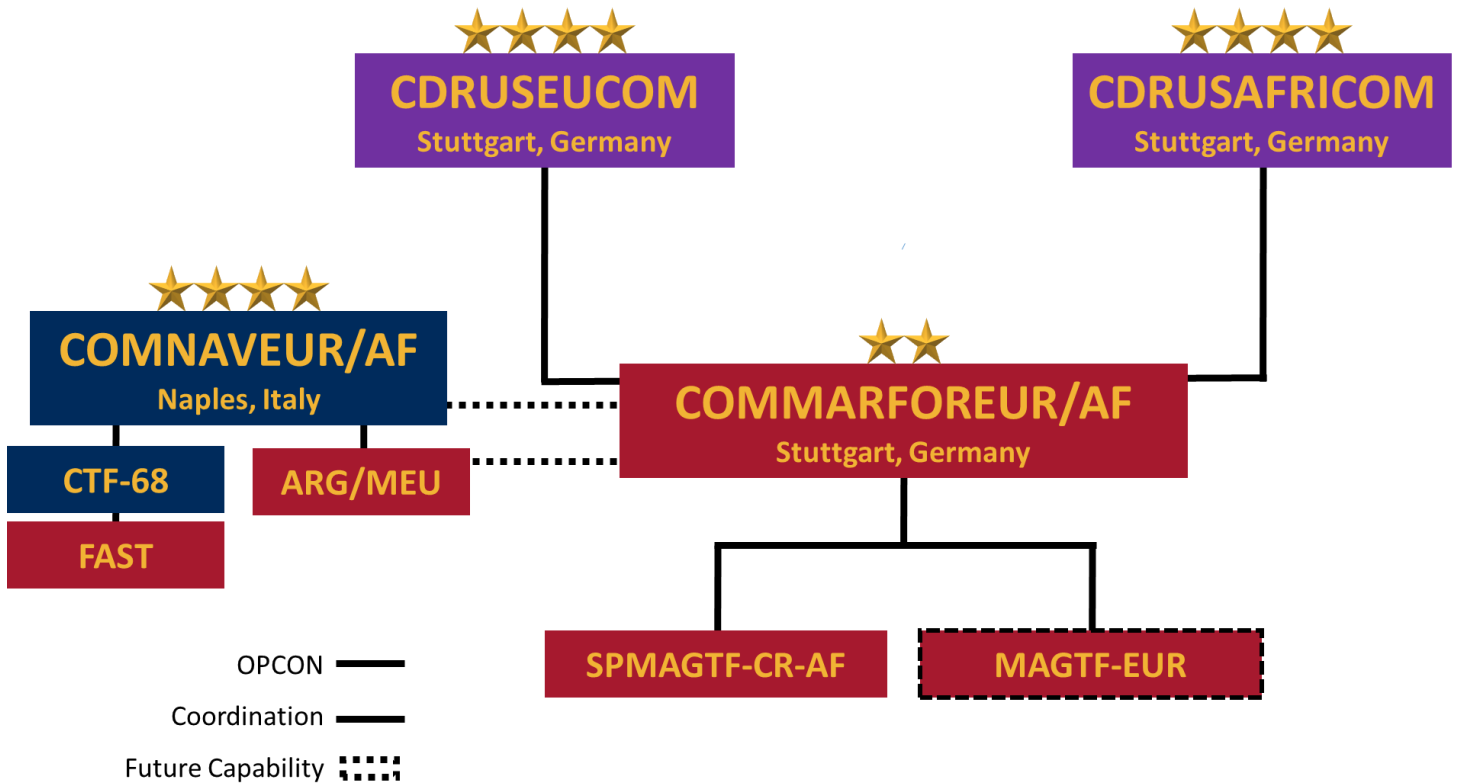 CDRUSEUCOM
Stuttgart, Germany
CDRUSAFRICOM
Stuttgart, Germany
COMNAVEUR/AF
Naples, Italy
COMMARFOREUR/AF
Stuttgart, Germany
CTF-68
ARG/MEU
FAST
SPMAGTF-CR-AF
MAGTF-EUR
OPCON
Coordination
Future Capability